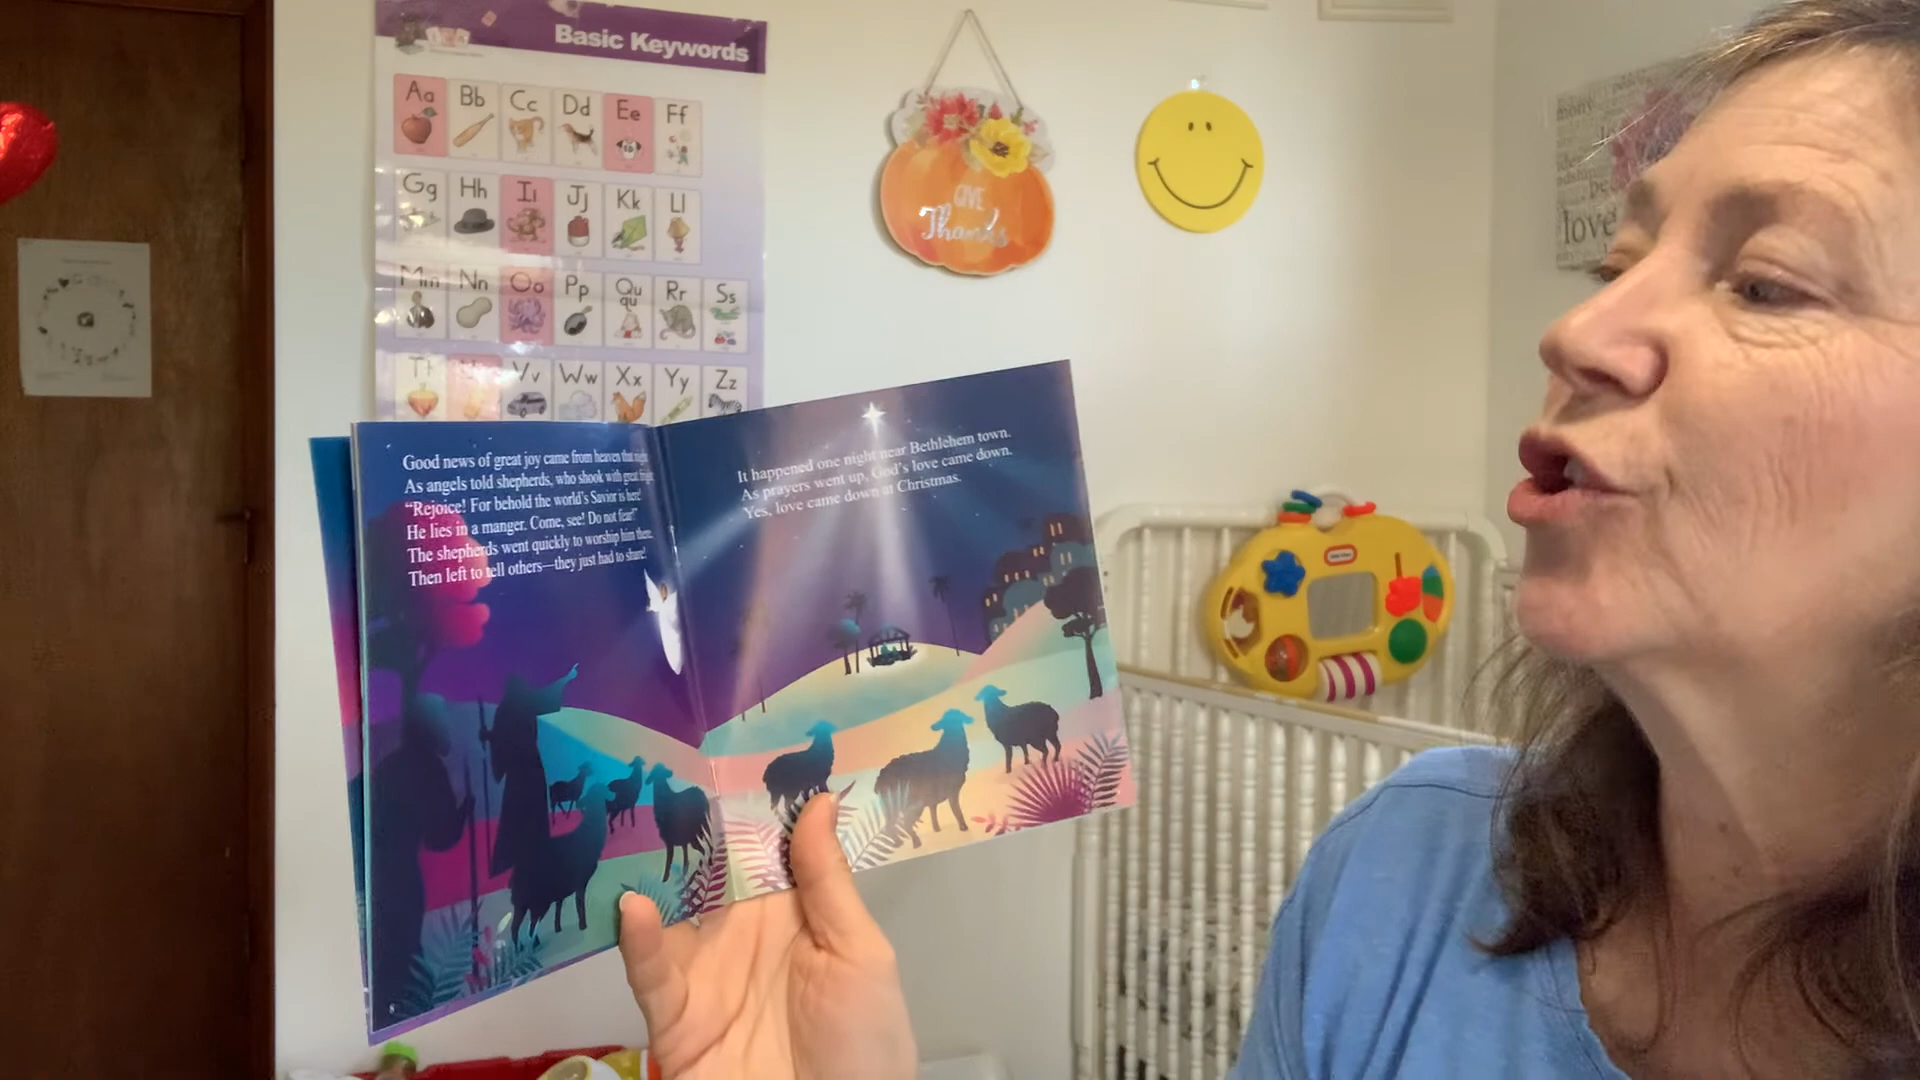 Basic Keywords
Aa Bb Cc Dd Ee Ff
Gg Hh Ii Jj Kk Ll
Mm Nn Oo Pp Qu qu Rr Ss
Tt Vv Ww Xx Yy Zz
GIVE
Thanks
love
Good news of great joy came from heaven that night
As angels told shepherds, who shook with great fright.
"Rejoice! For behold the world's Savior is here!
He lies in a manger. Come, see! Do not fear!"
The shepherds went quickly to worship him there.
Then left to tell others—they just had to share!
It happened one night near Bethlehem town.
As prayers went up, God's love came down.
Yes, love came down at Christmas.